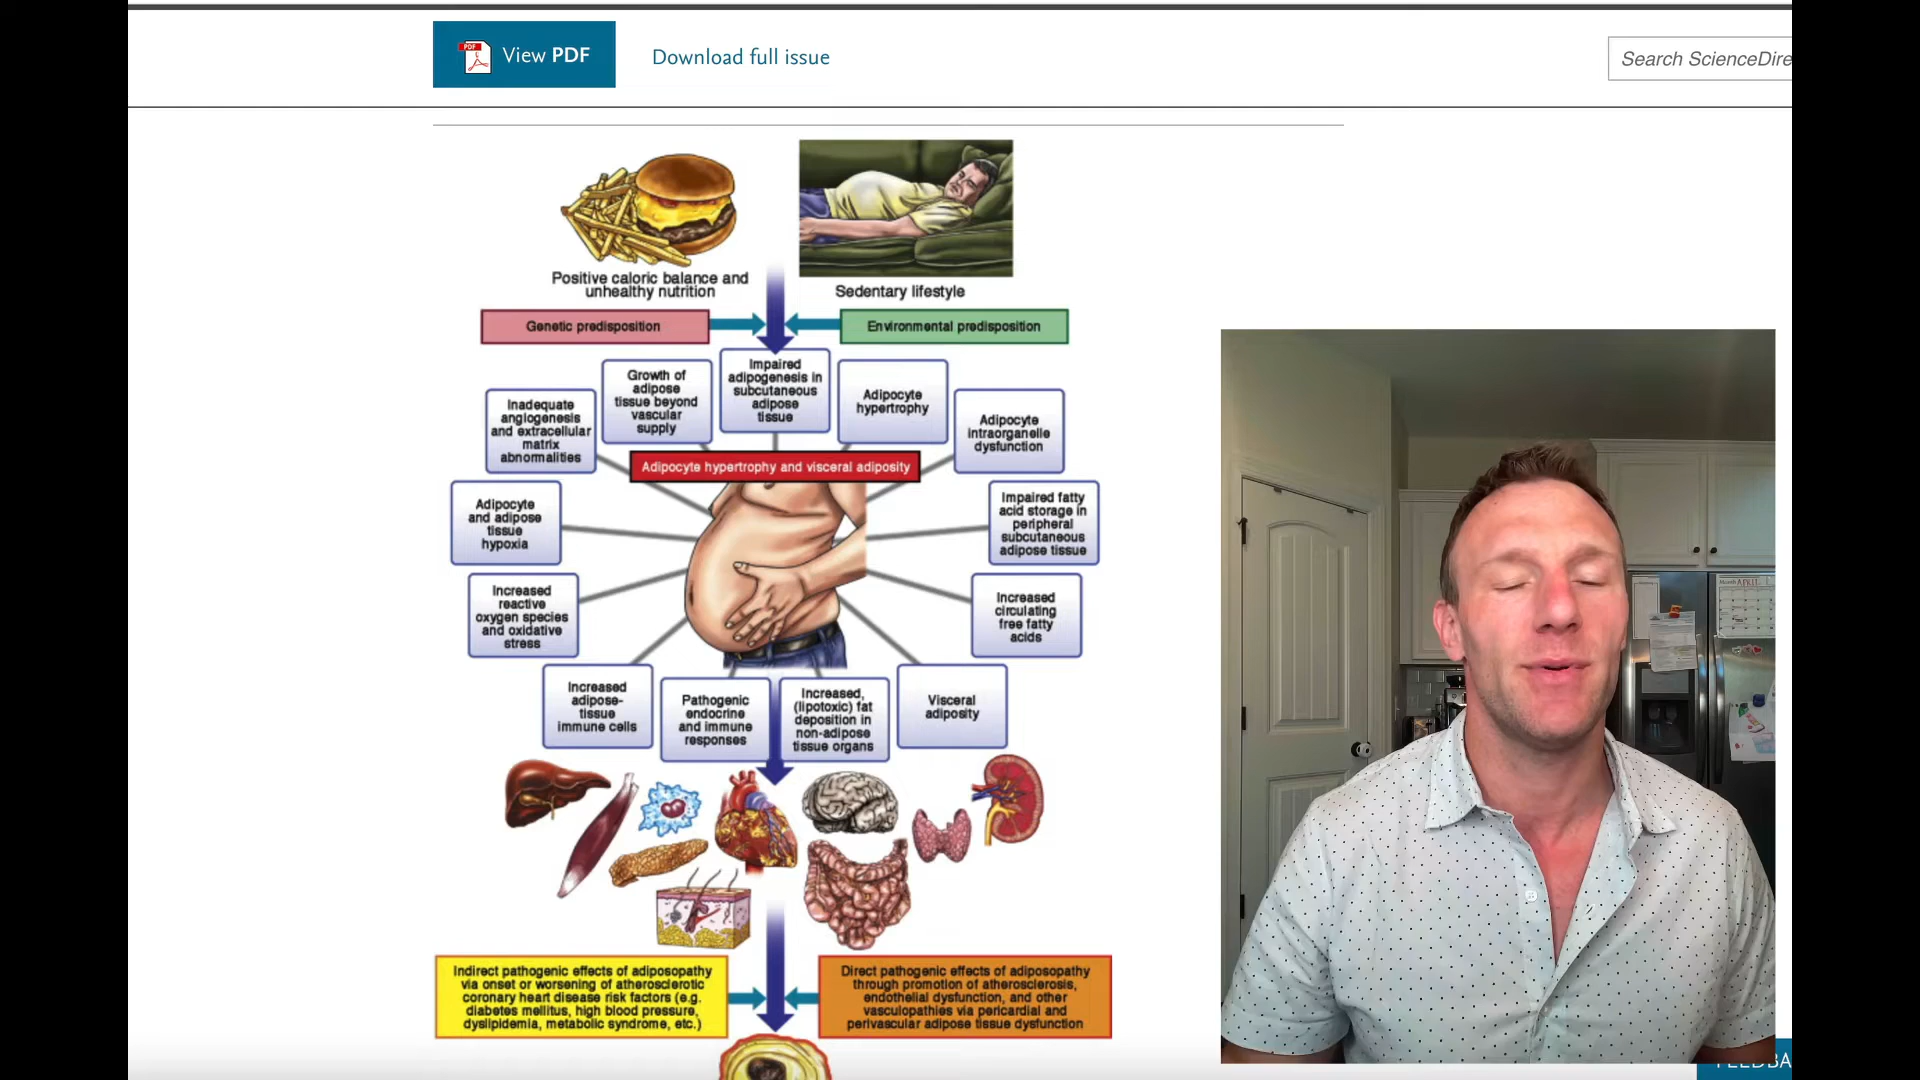 View PDF
Download full issue
Search ScienceDire
Positive caloric balance and
unhealthy nutrition
Sedentary lifestyle
Genetic predisposition
Environmental predisposition
Inadequate
angiogenesis
and extracellular
matrix
abnormalities
Growth of
adipose
tissue beyond
vascular
supply
Impaired
adipogenesis in
subcutaneous
adipose
tissue
Adipocyte
hypertrophy
Adipocyte
intraorganelle
dysfunction
Adipocyte hypertrophy and visceral adiposity
Adipocyte
and adipose
tissue
hypoxia
Impaired fatty
acid storage in
peripheral
subcutaneous
adipose tissue
Increased
reactive
oxygen species
and oxidative
stress
Increased
circulating
free fatty
acids
Increased
adipose-
tissue
immune cells
Pathogenic
endocrine
and immune
responses
Increased,
(lipotoxic) fat
deposition in
non-adipose
tissue organs
Visceral
adiposity
Indirect pathogenic effects of adiposopathy
via onset or worsening of atherosclerotic
coronary heart disease risk factors (e.g.
diabetes mellitus, high blood pressure,
dyslipidemia, metabolic syndrome, etc.)
Direct pathogenic effects of adiposopathy
through promotion of atherosclerosis,
endothelial dysfunction, and other
vasculopathies via pericardial and
perivascular adipose tissue dysfunction
APRIL
FEEDBA